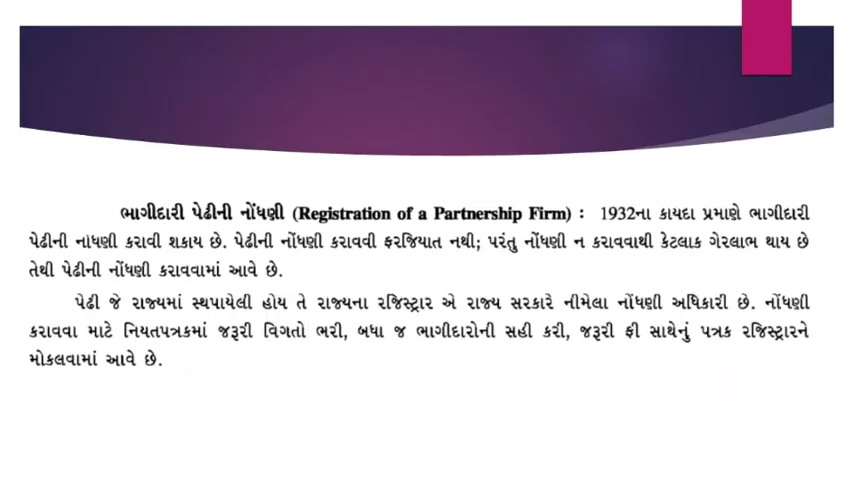 ભાગીદારી પેઢીની નોંધણી (Registration of a Partnership Firm) : 1932ના કાયદા પ્રમાણે ભાગીદારી
પેઢીની નાંધણી કરાવી શકાય છે. પેઢીની નોંધણી કરાવવી ફરજિયાત નથી; પરંતુ નોંધણી ન કરાવવાથી કેટલાક ગેરલાભ થાય છે
તેથી પેઢીની નોંધણી કરાવવામાં આવે છે.
પેઢી જે રાજ્યમાં સ્થપાયેલી હોય તે રાજ્યના રજિસ્ટ્રાર એ રાજ્ય સરકારે નીમેલા નોંધણી અધિકારી છે. નોંધણી
કરાવવા માટે નિયતપત્રકમાં જરૂરી વિગતો ભરી, બધા જ ભાગીદારોની સહી કરી, જરૂરી ફી સાથેનું પત્રક રજિસ્ટ્રારને
મોકલવામાં આવે છે.